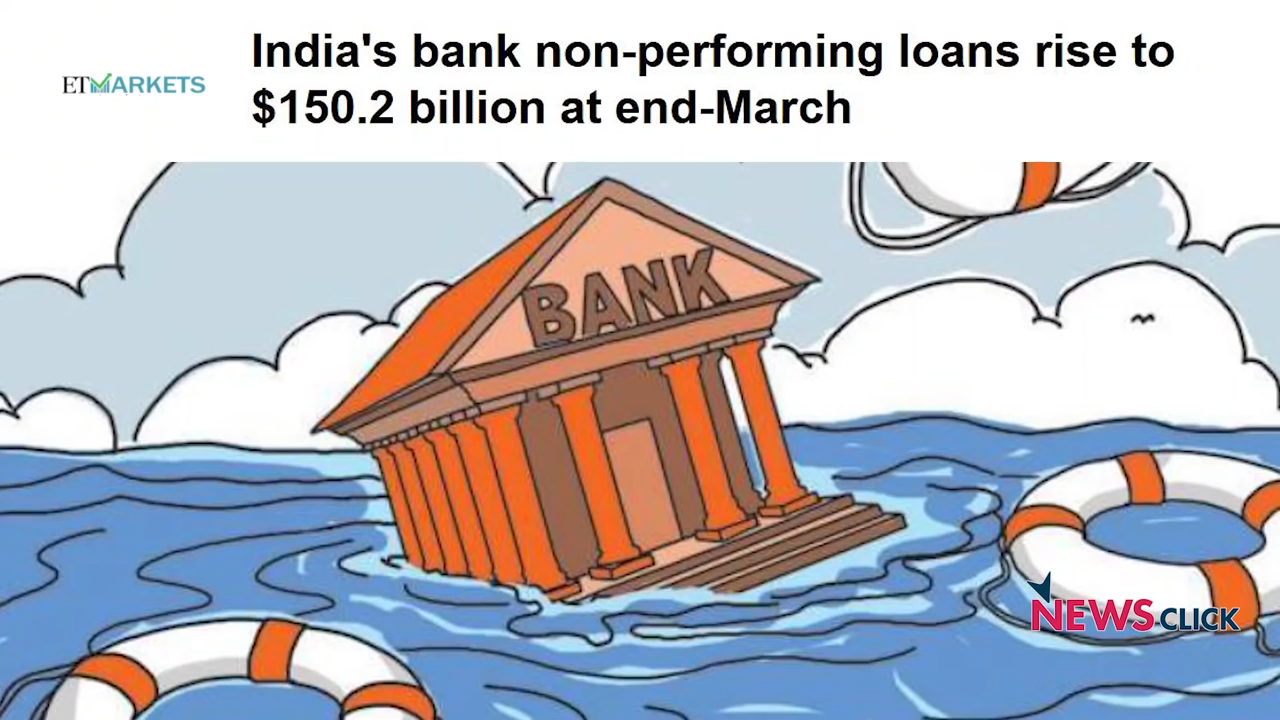 India's bank non-performing loans rise to
ETMARKETS
$150.2 billion at end-March
BANK
NEWSCLICK